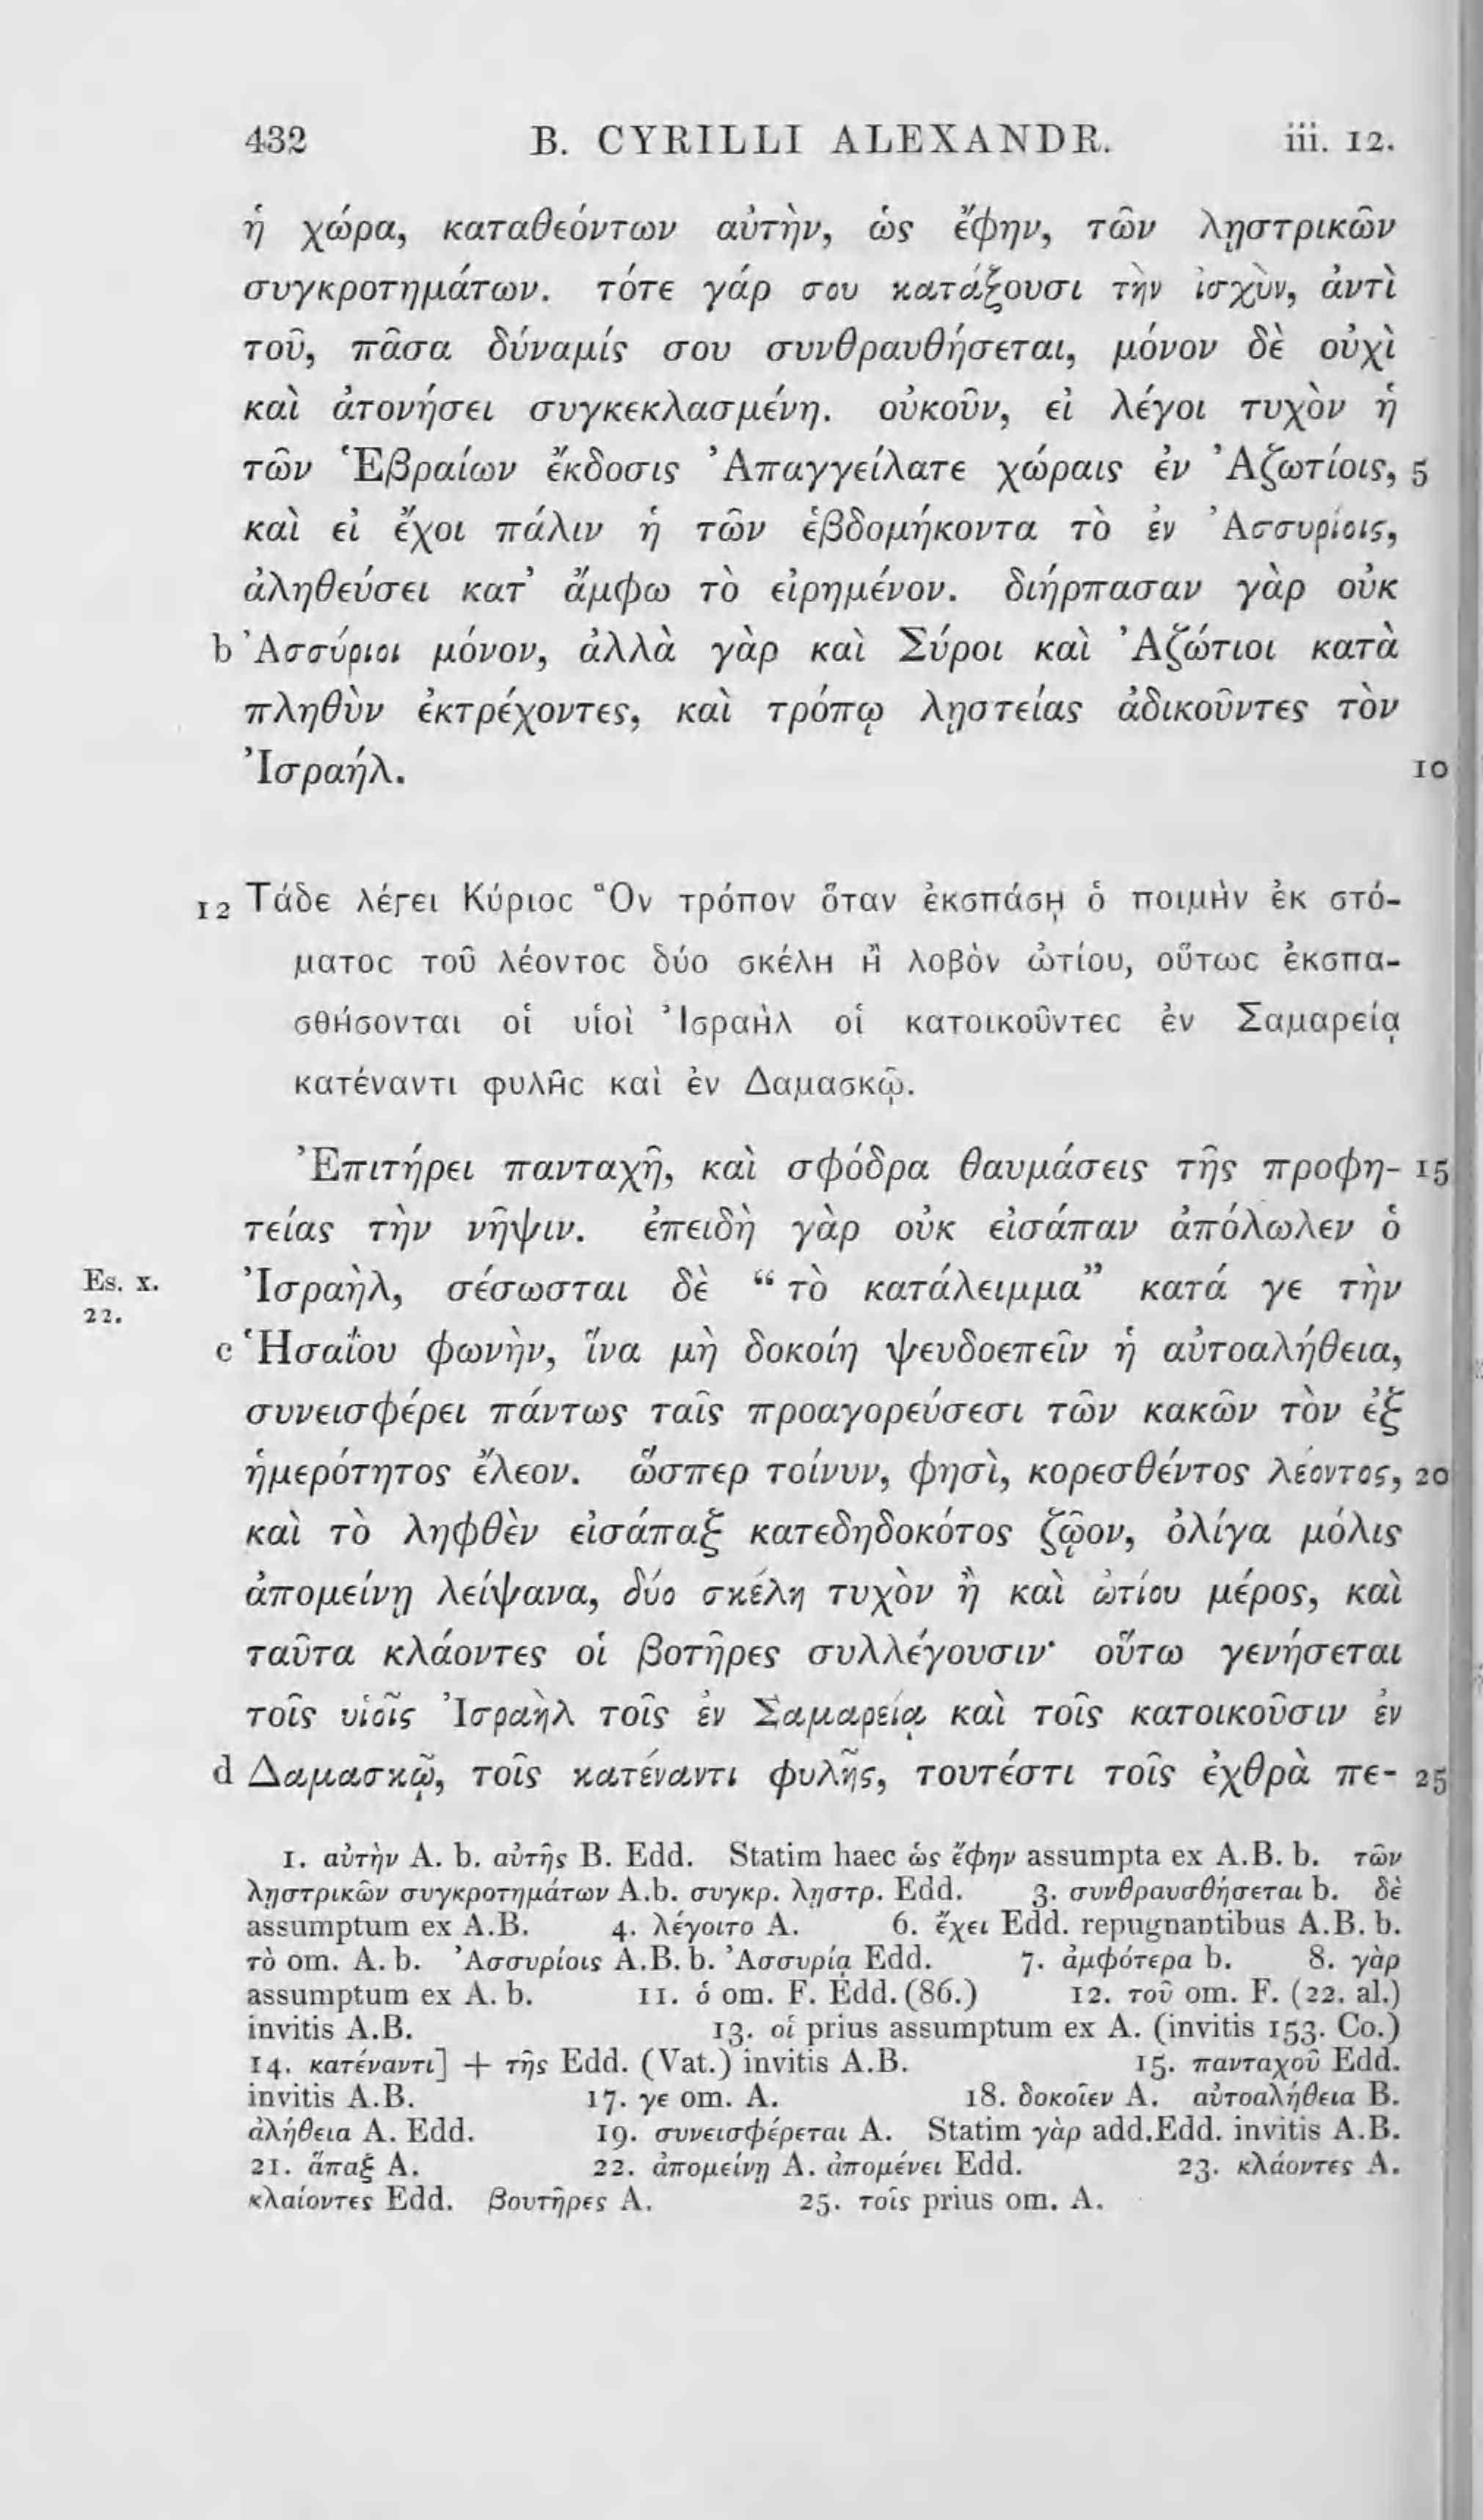 432 B. CYRILLI ALEXANDR. iii. 12.
ἡ χώρα, καταθεόντων αὐτὴν, ὡς ἔφην, τῶν λῃστρικῶν
συγκροτημάτων. τότε γάρ σου κατάξουσι τὴν ἰσχὺν, ἀντὶ
τοῦ, πᾶσα δύναμίς σου συνθραυθήσεται, μόνον δὲ οὐχὶ
καὶ ἀτονήσει συγκεκλασμένη. οὐκοῦν, εἰ λέγοι τυχὸν ἡ
τῶν Ἑβραίων ἔκδοσις Ἀπαγγείλατε χώραις ἐν Ἀζωτίοις, 5
καὶ εἰ ἔχοι πάλιν ἡ τῶν ἑβδομήκοντα τὸ ἐν Ἀσσυρίοις,
ἀληθεύσει κατ’ ἄμφω τὸ εἰρημένον. διήρπασαν γὰρ οὐκ
b Ἀσσύριοι μόνον, ἀλλὰ γὰρ καὶ Σύροι καὶ Ἀζώτιοι κατὰ
πληθὺν ἐκτρέχοντες, καὶ τρόπῳ λῃστείας ἀδικοῦντες τὸν
Ἰσραήλ. 10
12 Τάδε λέγει Κύριος Ὃν τρόπον ὅταν ἐκσπάσῃ ὁ ποιμὴν ἐκ στό-
ματος τοῦ λέοντος δύο σκέλη ἢ λοβὸν ὠτίου, οὕτως ἐκσπα-
σθήσονται οἱ υἱοὶ Ἰσραὴλ οἱ κατοικοῦντες ἐν Σαμαρείᾳ
κατέναντι φυλῆς καὶ ἐν Δαμασκῷ.
Ἐπιτήρει πανταχῆ, καὶ σφόδρα θαυμάσεις τῆς προφη- 15
τείας τὴν νῆψιν. ἐπειδὴ γὰρ οὐκ εἰσάπαν ἀπόλωλεν ὁ
Es. x. Ἰσραὴλ, σέσωσται δὲ “ τὸ κατάλειμμα” κατά γε τὴν
22.
c Ἡσαΐου φωνὴν, ἵνα μὴ δοκοίη ψευδοεπεῖν ἡ αὐτοαλήθεια,
συνεισφέρει πάντως ταῖς προαγορεύσεσι τῶν κακῶν τὸν ἐξ
ἡμερότητος ἔλεον. ὥσπερ τοίνυν, φησὶ, κορεσθέντος λέοντος, 20
καὶ τὸ ληφθὲν εἰσάπαξ κατεδηδοκότος ζῷον, ὀλίγα μόλις
ἀπομείνῃ λείψανα, δύο σκέλη τυχὸν ἢ καὶ ὠτίου μέρος, καὶ
ταῦτα κλάοντες οἱ βοτῆρες συλλέγουσιν· οὕτω γενήσεται
τοῖς υἱοῖς Ἰσραὴλ τοῖς ἐν Σαμαρείᾳ καὶ τοῖς κατοικοῦσιν ἐν
d Δαμασκῷ, τοῖς κατέναντι φυλῆς, τουτέστι τοῖς ἐχθρὰ πε- 25
1. αὐτὴν A. b. αὐτῆς B. Edd. Statim haec ὡς ἔφην assumpta ex A.B. b. τῶν
λῃστρικῶν συγκροτημάτων A.b. συγκρ. λῃστρ. Edd. 3. συνθραυσθήσεται b. δὲ
assumptum ex A.B. 4. λέγοιτο A. 6. ἔχει Edd. repugnantibus A.B. b.
τὸ om. A. b. Ἀσσυρίοις A.B. b. Ἀσσυρίᾳ Edd. 7. ἀμφότερα b. 8. γὰρ
assumptum ex A. b. 11. ὁ om. F. Edd. (86.) 12. τοῦ om. F. (22. al.)
invitis A.B. 13. οἱ prius assumptum ex A. (invitis 153. Co.)
14. κατέναντι] + τῆς Edd. (Vat.) invitis A.B. 15. πανταχοῦ Edd.
invitis A.B. 17. γε om. A. 18. δοκοῖεν A. αὐτοαλήθεια B.
ἀλήθεια A. Edd. 19. συνεισφέρεται A. Statim γὰρ add.Edd. invitis A.B.
21. ἅπαξ A. 22. ἀπομείνῃ A. ἀπομένει Edd. 23. κλάοντες A.
κλαίοντες Edd. βουτῆρες A. 25. τοῖς prius om. A.